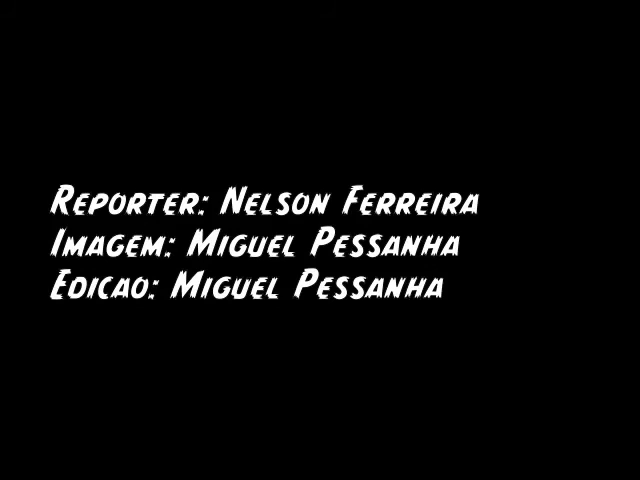 Reporter: Nelson Ferreira
Imagem: Miguel Pessanha
Edicao: Miguel Pessanha